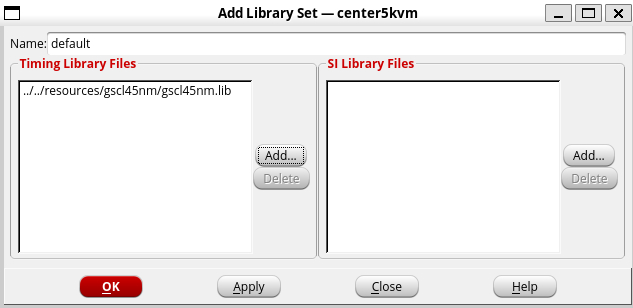 Add Library Set — center5kvm
Name: default
Timing Library Files
SI Library Files
../../resources/gscl45nm/gscl45nm.lib
Add...
Delete
Add...
Delete
OK
Apply
Close
Help